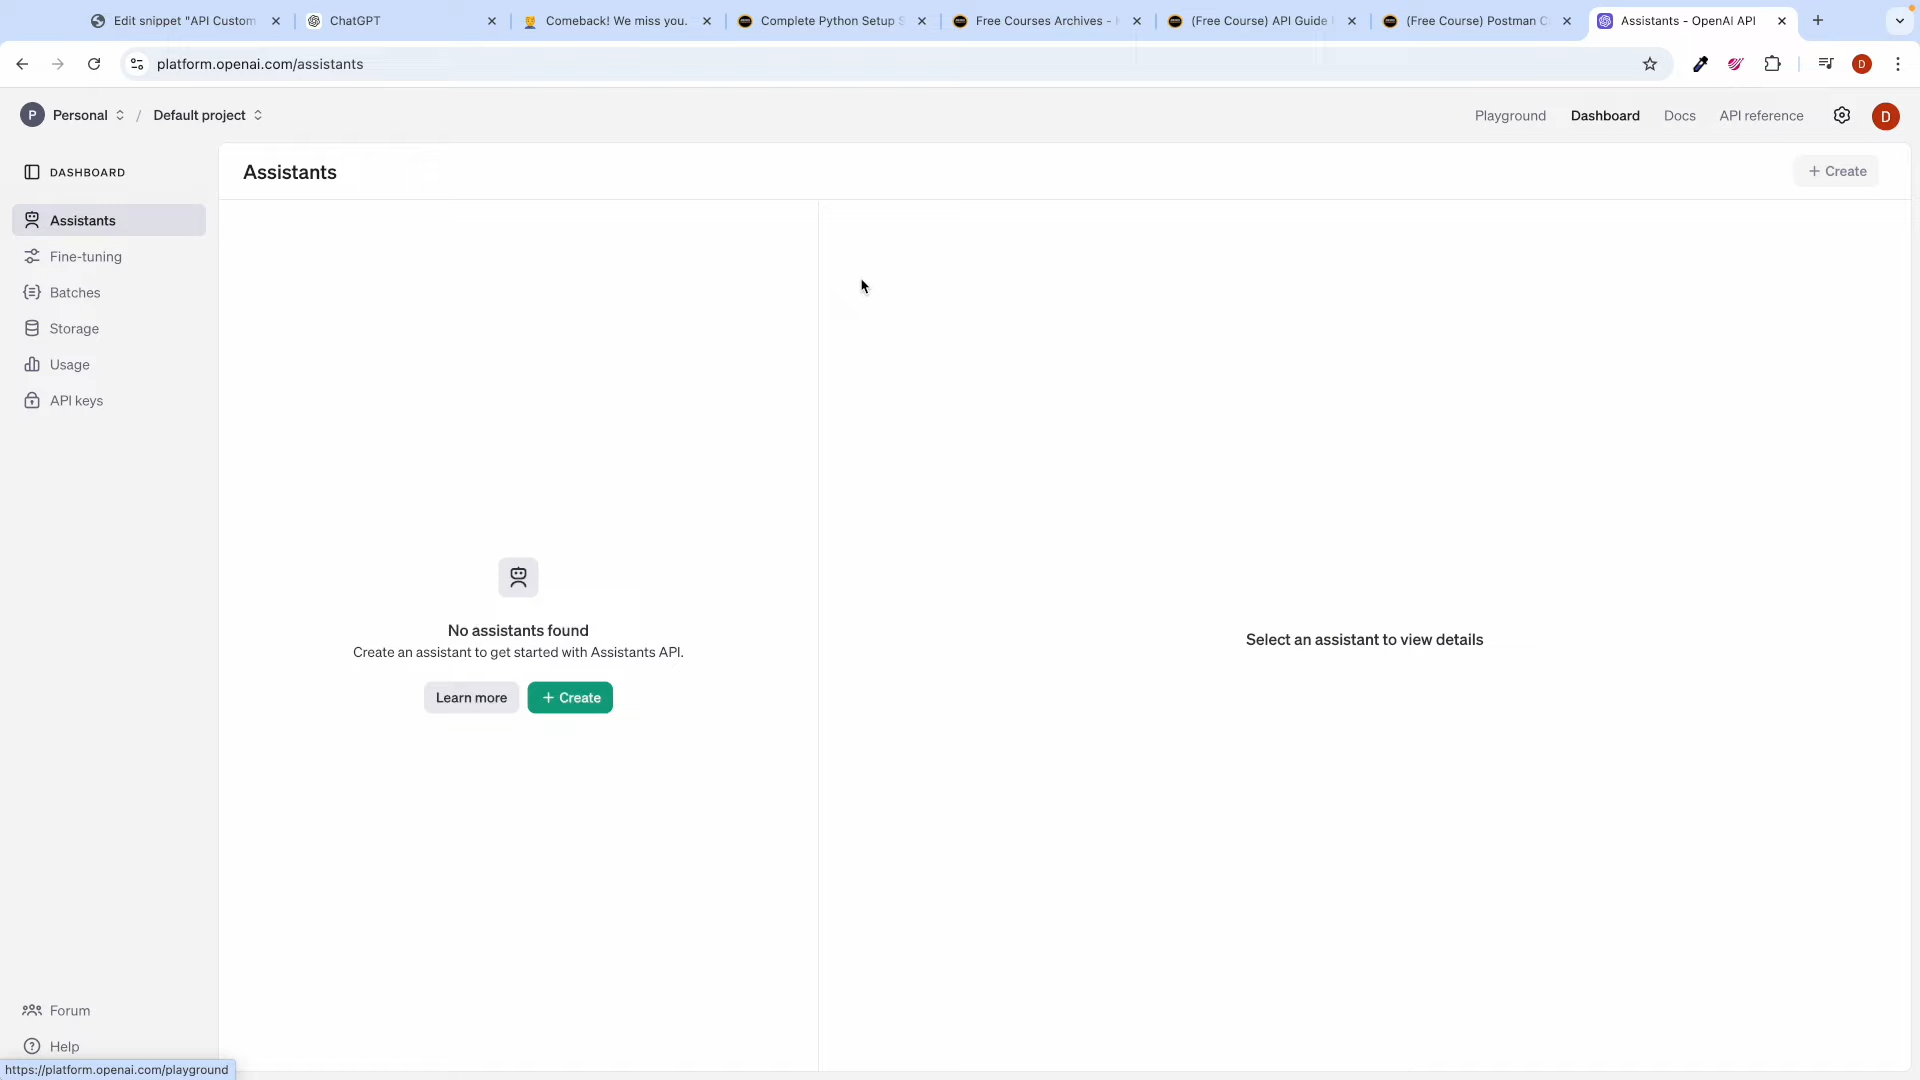 Edit snippet "API Custom
ChatGPT
Comeback! We miss you.
Complete Python Setup S
Free Courses Archives -
(Free Course) API Guide
(Free Course) Postman C
Assistants - OpenAI API
platform.openai.com/assistants
D
P Personal / Default project
Playground Dashboard Docs API reference D
DASHBOARD
Assistants
Fine-tuning
Batches
Storage
Usage
API keys
Forum
Help
Assistants
+ Create
No assistants found
Create an assistant to get started with Assistants API.
Learn more + Create
Select an assistant to view details
https://platform.openai.com/playground